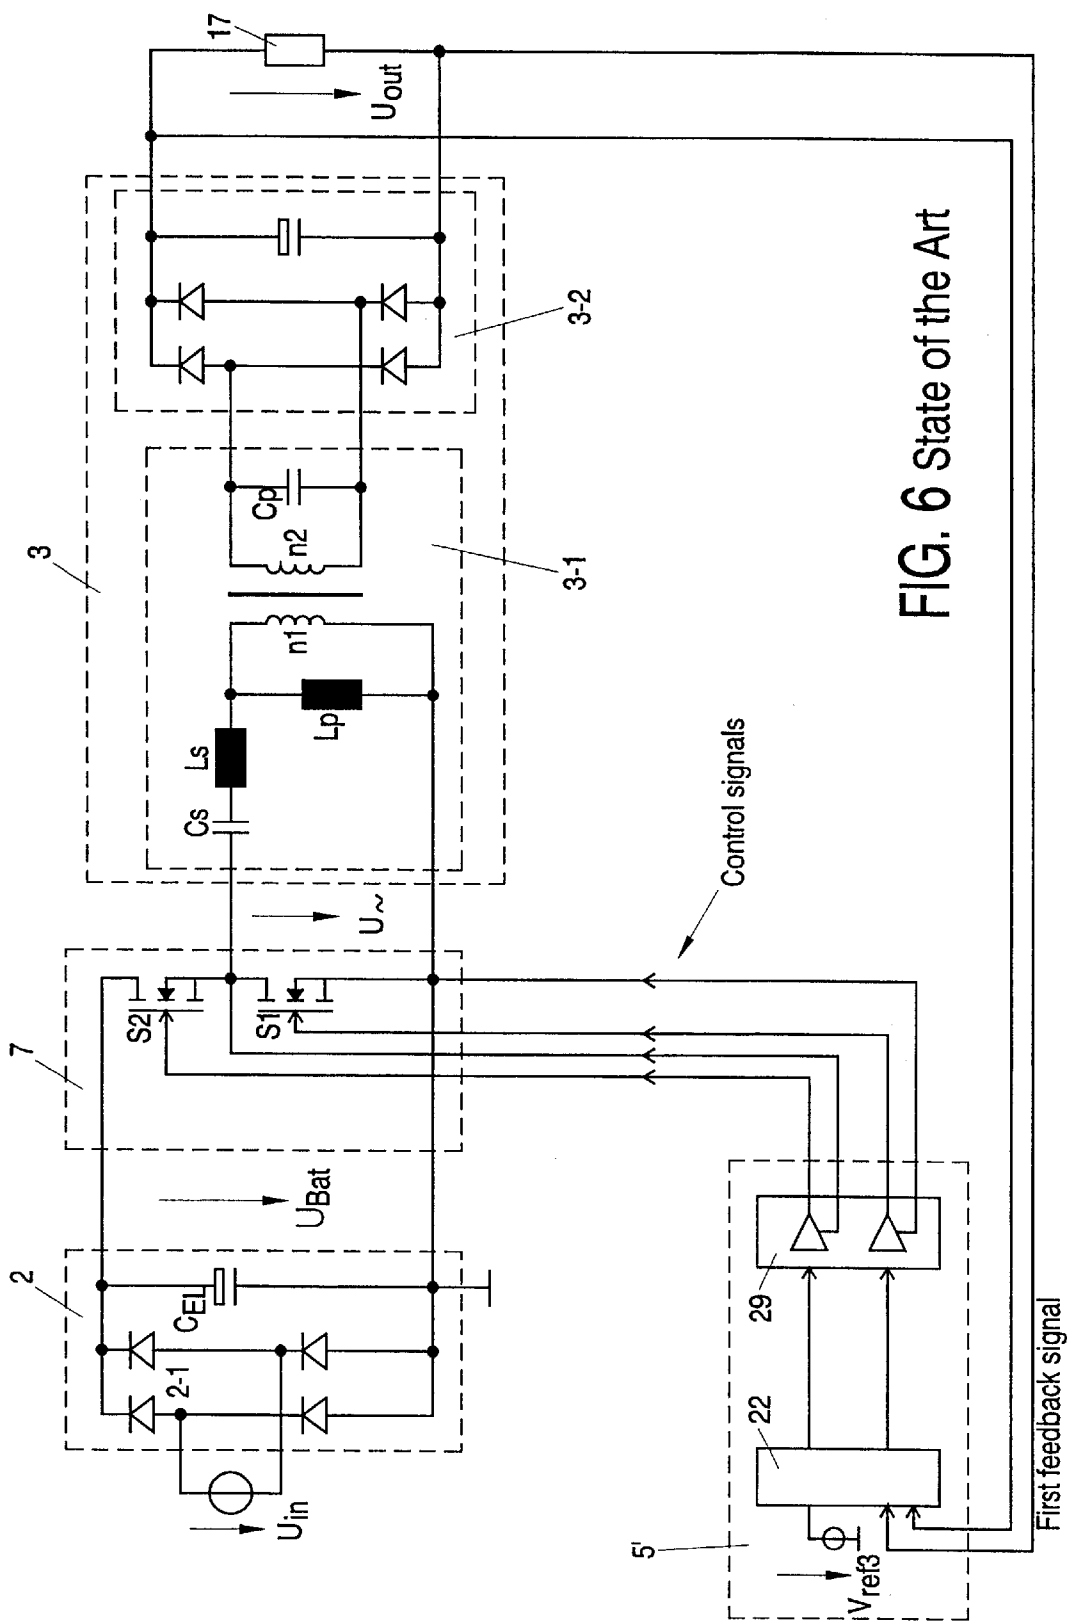 3
3-1
3-2
17
Uout
Cp
n2
n1
Lp
Ls
Cs
U~
7
S2
S1
UBat
2
CEL
2-1
Uin
Control signals
5'
29
22
Vref3
First feedback signal
FIG. 6 State of the Art